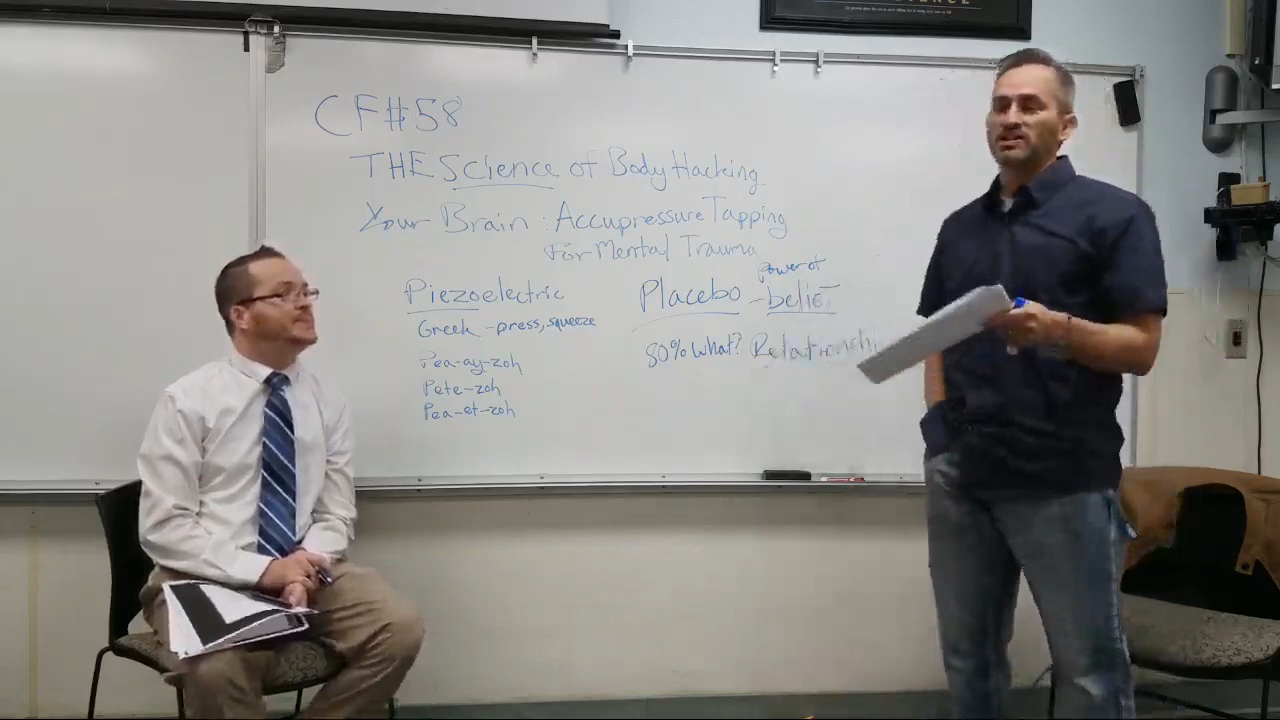 CF#58
THE Science of Body Hacking
Your Brain: Accupressure Tapping
For Mental Trauma
Piezoelectric
Greek - press, squeeze
Pea-ay-zoh
Pete-zoh
Pea-et-zoh
power of
Placebo - belief
80% what?